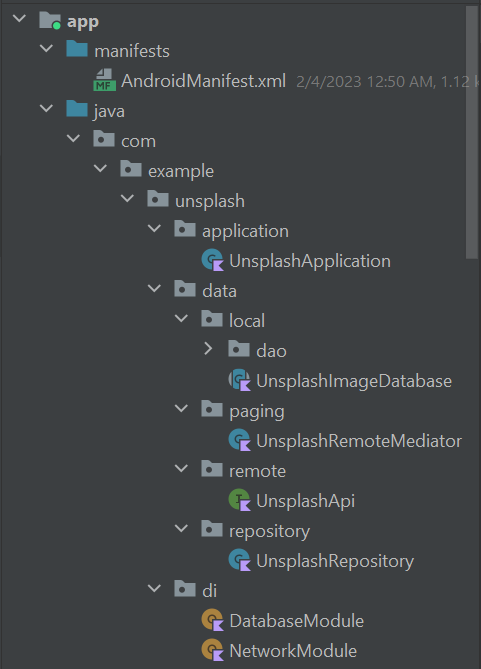 app
manifests
AndroidManifest.xml 2/4/2023 12:50 AM, 1.12
java
com
example
unsplash
application
UnsplashApplication
data
local
dao
UnsplashImageDatabase
paging
UnsplashRemoteMediator
remote
UnsplashApi
repository
UnsplashRepository
di
DatabaseModule
NetworkModule